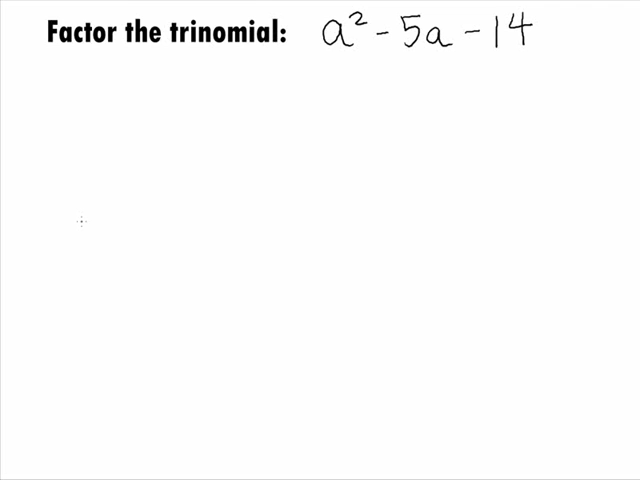 Factor the trinomial: a² - 5a - 14